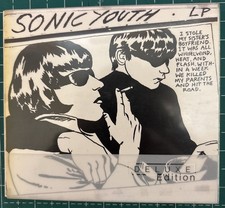 SONIC YOUTH . LP
I STOLE
MY SISTER'S
BOYFRIEND.
IT WAS ALL
WHIRLWIND,
HEAT, AND
FLASH. WITH-
IN A WEEK
WE KILLED
MY PARENTS
AND HIT THE
ROAD.
DELUXE
Edition